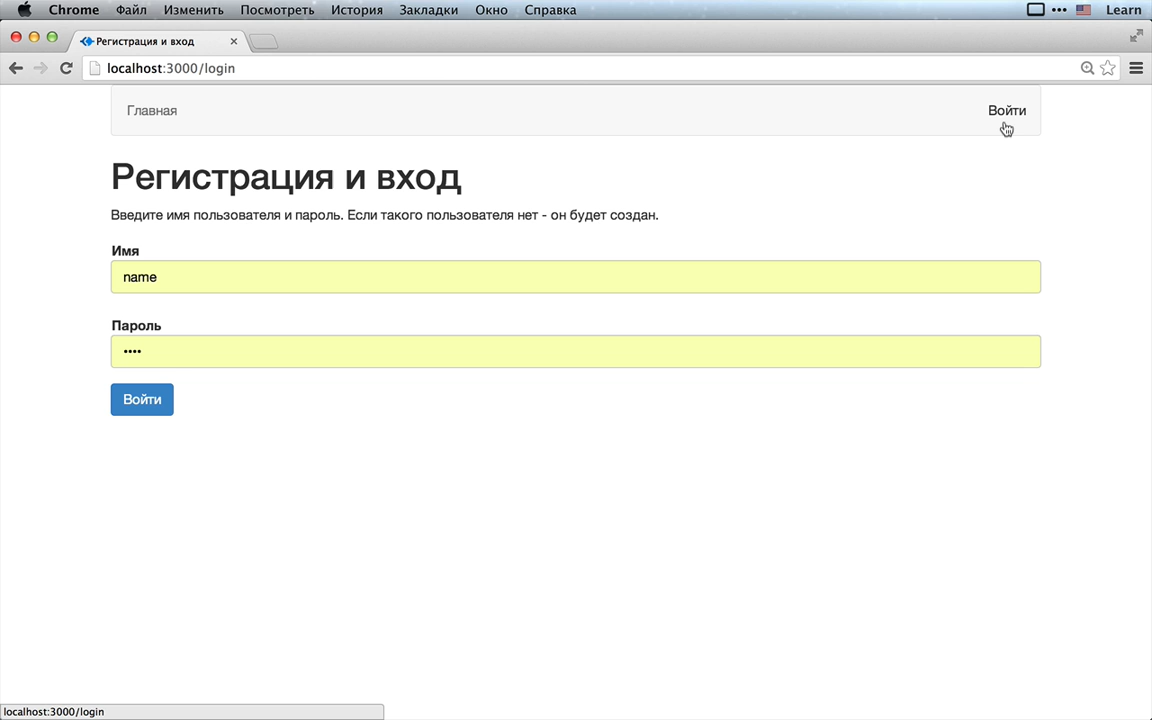 Chrome Файл Изменить Посмотреть История Закладки Окно Справка Learn
Регистрация и вход
localhost:3000/login
Главная Войти
Регистрация и вход
Введите имя пользователя и пароль. Если такого пользователя нет - он будет создан.
Имя
name
Пароль
••••
Войти
localhost:3000/login